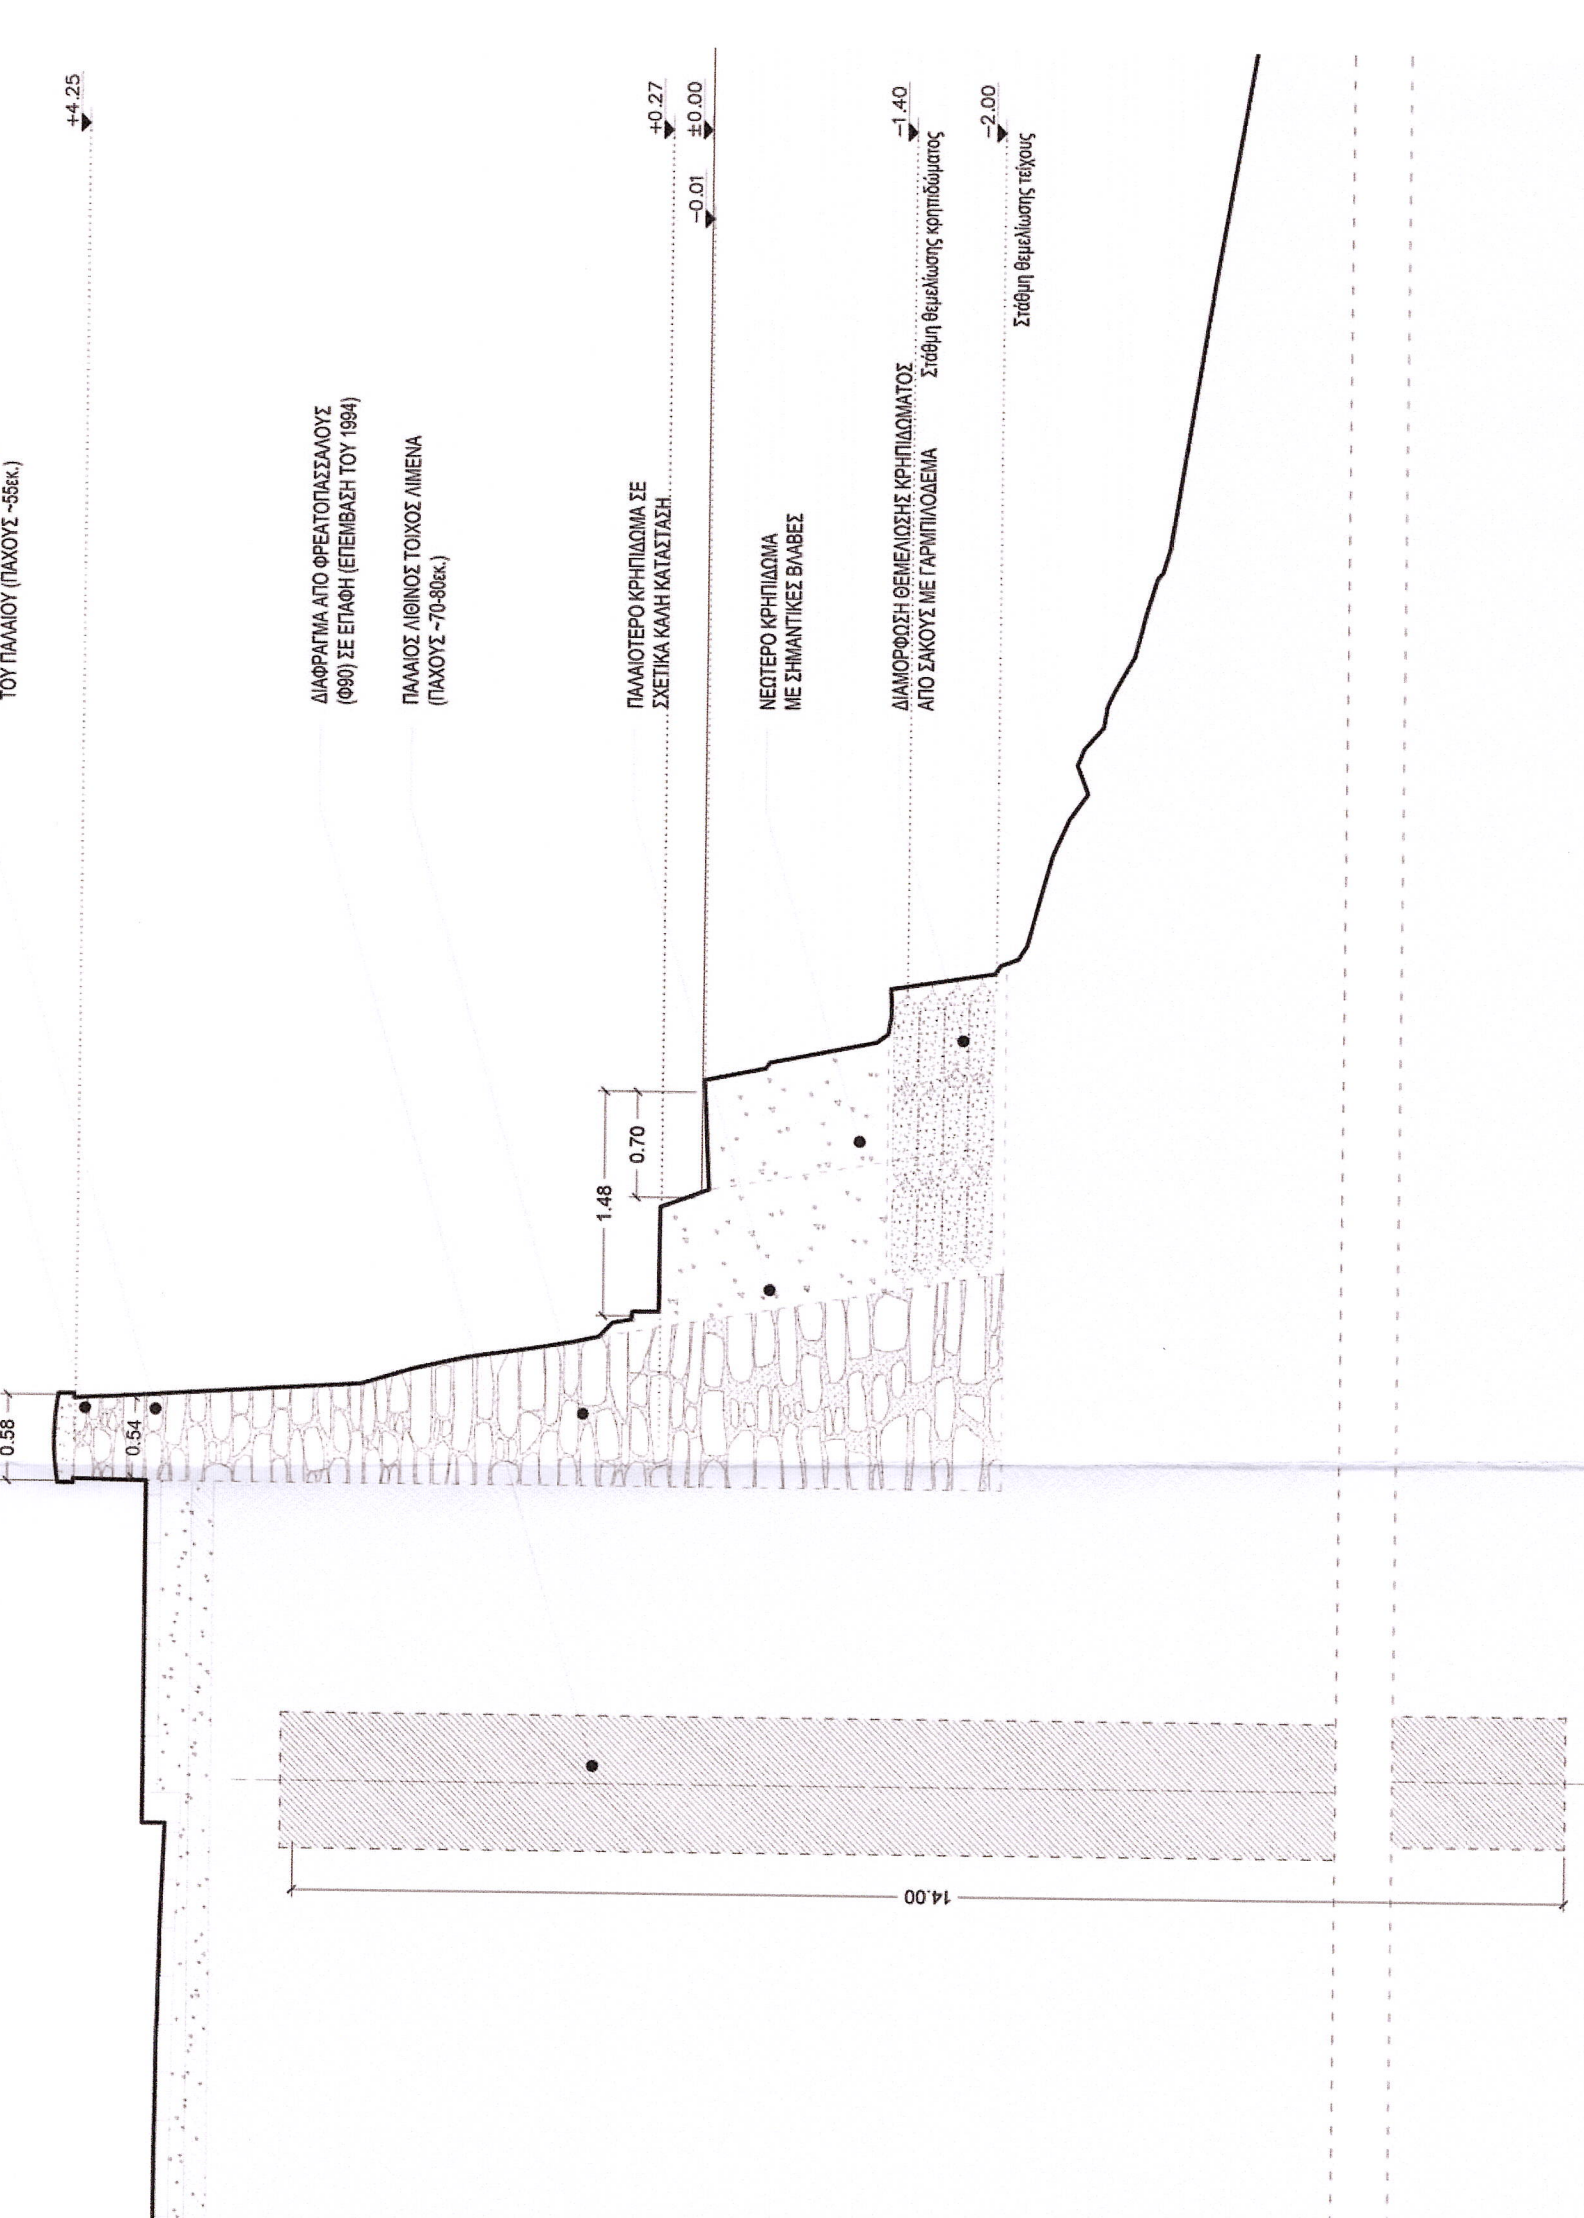 ΤΟΥ ΠΑΛΑΙΟΥ (ΠΑΧΟΥΣ ~55εκ.)
+4.25
ΔΙΑΦΡΑΓΜΑ ΑΠΟ ΦΡΕΑΤΟΠΑΣΣΑΛΟΥΣ
(Φ90) ΣΕ ΕΠΑΦΗ (ΕΠΕΜΒΑΣΗ ΤΟΥ 1994)
ΠΑΛΑΙΟΣ ΛΙΘΙΝΟΣ ΤΟΙΧΟΣ ΛΙΜΕΝΑ
(ΠΑΧΟΥΣ ~70-80εκ.)
ΠΑΛΑΙΟΤΕΡΟ ΚΡΗΠΙΔΩΜΑ ΣΕ
ΣΧΕΤΙΚΑ ΚΑΛΗ ΚΑΤΑΣΤΑΣΗ
+0.27
±0.00
−0.01
ΝΕΩΤΕΡΟ ΚΡΗΠΙΔΩΜΑ
ΜΕ ΣΗΜΑΝΤΙΚΕΣ ΒΛΑΒΕΣ
ΔΙΑΜΟΡΦΩΣΗ ΘΕΜΕΛΙΩΣΗΣ ΚΡΗΠΙΔΩΜΑΤΟΣ
ΑΠΟ ΣΑΚΟΥΣ ΜΕ ΓΑΡΜΠΙΛΟΔΕΜΑ
−1.40
Στάθμη θεμελίωσης κρηπιδώματος
−2.00
Στάθμη θεμελίωσης τείχους
0.58
0.54
1.48
0.70
14.00